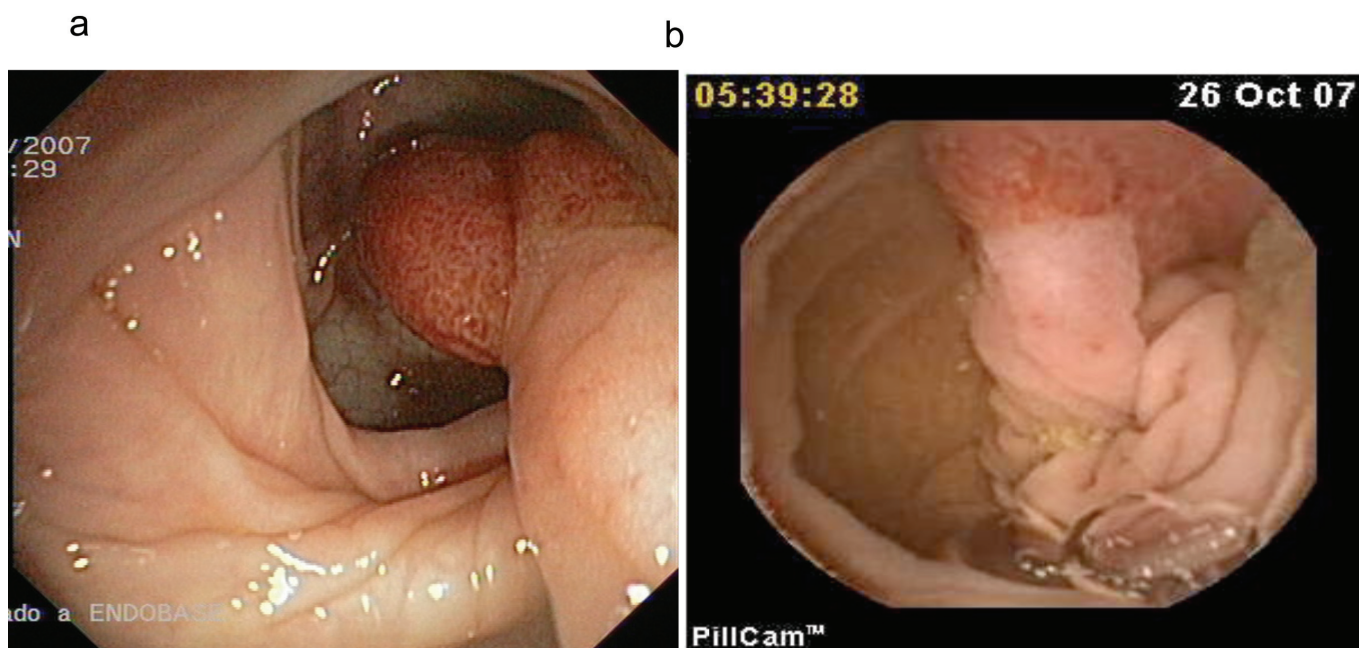 a
b
/2007
:29
N
ado a ENDOBASE
05:39:28
26 Oct 07
PillCam™